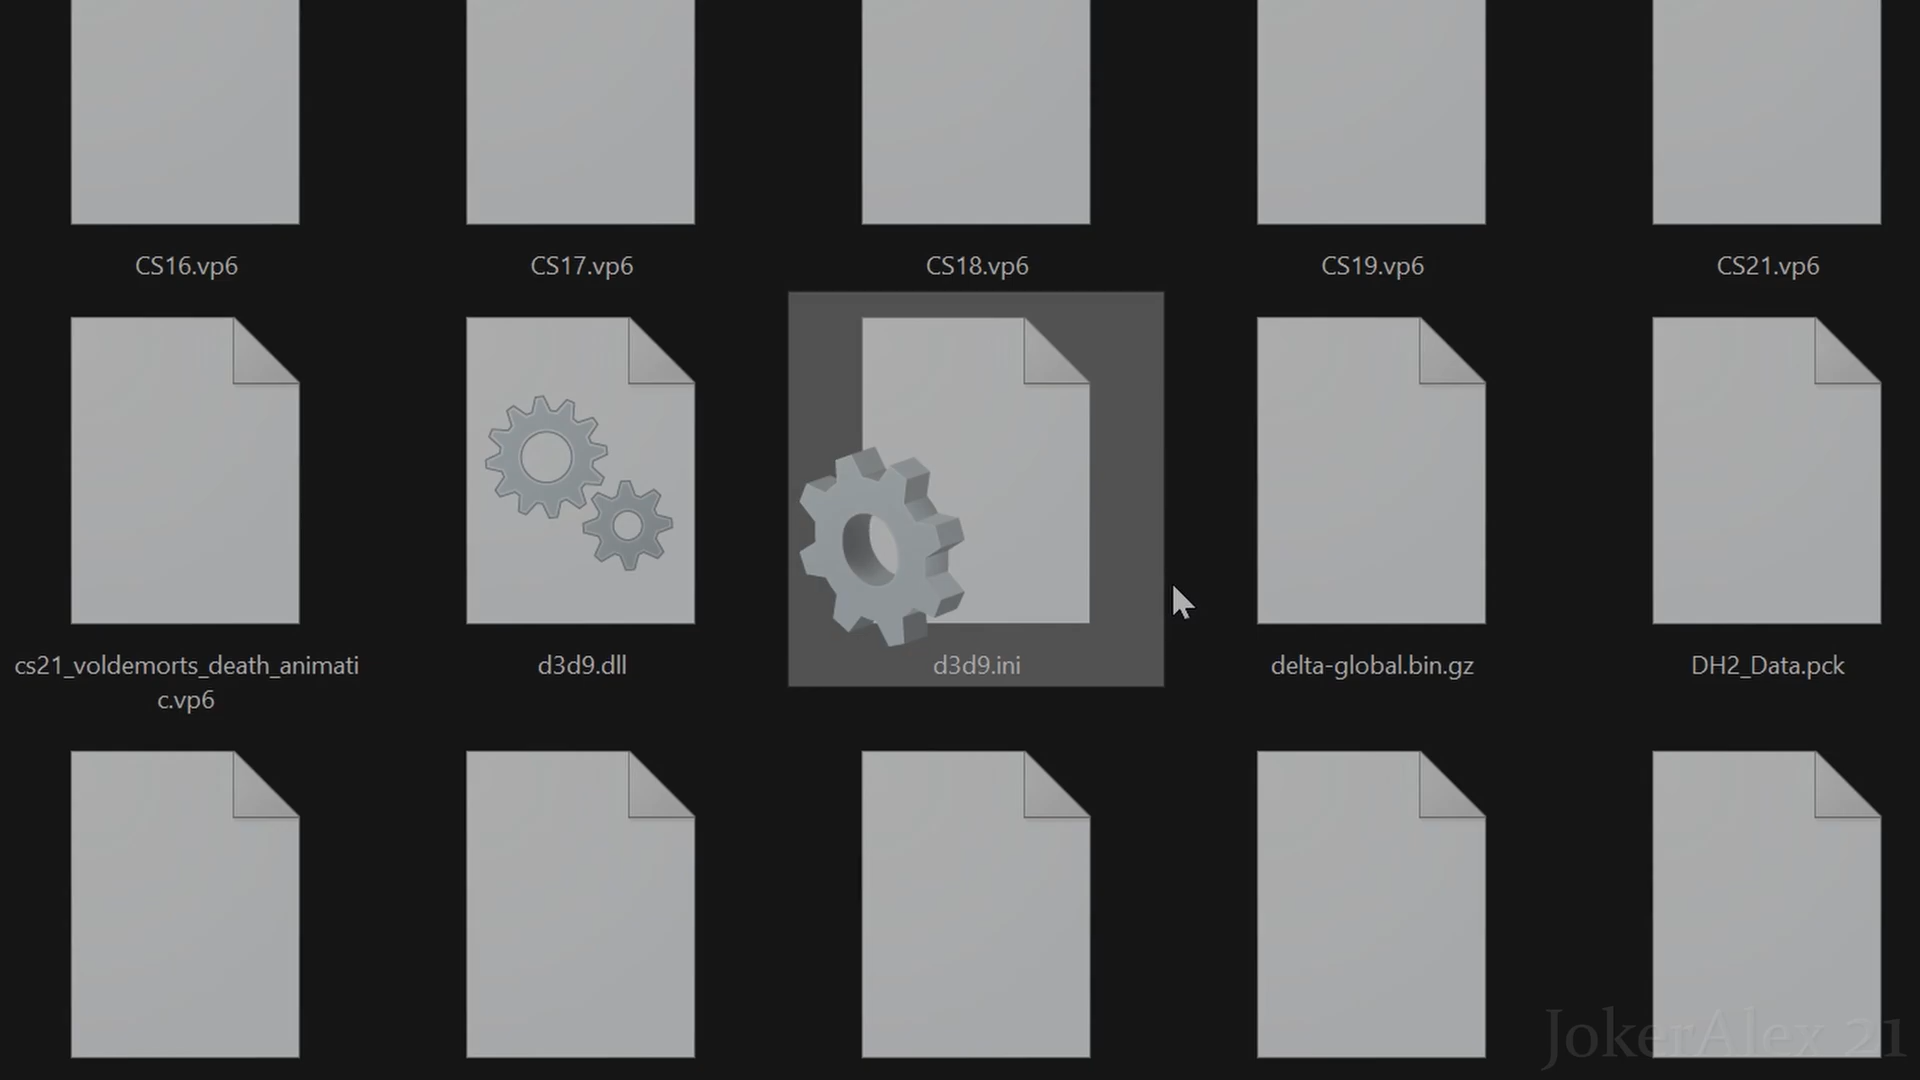 CS16.vp6
CS17.vp6
CS18.vp6
CS19.vp6
CS21.vp6
cs21_voldemorts_death_animati
c.vp6
d3d9.dll
d3d9.ini
delta-global.bin.gz
DH2_Data.pck
JokerAlex 21